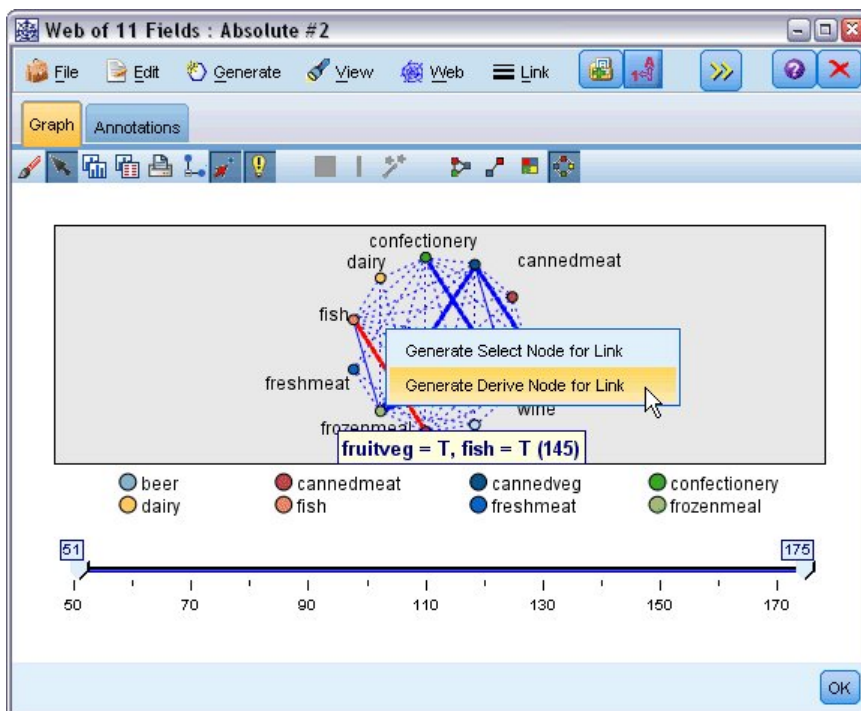 Web of 11 Fields : Absolute #2
File Edit Generate View Web Link
Graph Annotations
confectionery
dairy cannedmeat
fish
Generate Select Node for Link
freshmeat Generate Derive Node for Link
wine
frozenmeal
fruitveg = T, fish = T (145)
beer cannedmeat cannedveg confectionery
dairy fish freshmeat frozenmeal
51 175
50 70 90 110 130 150 170
OK